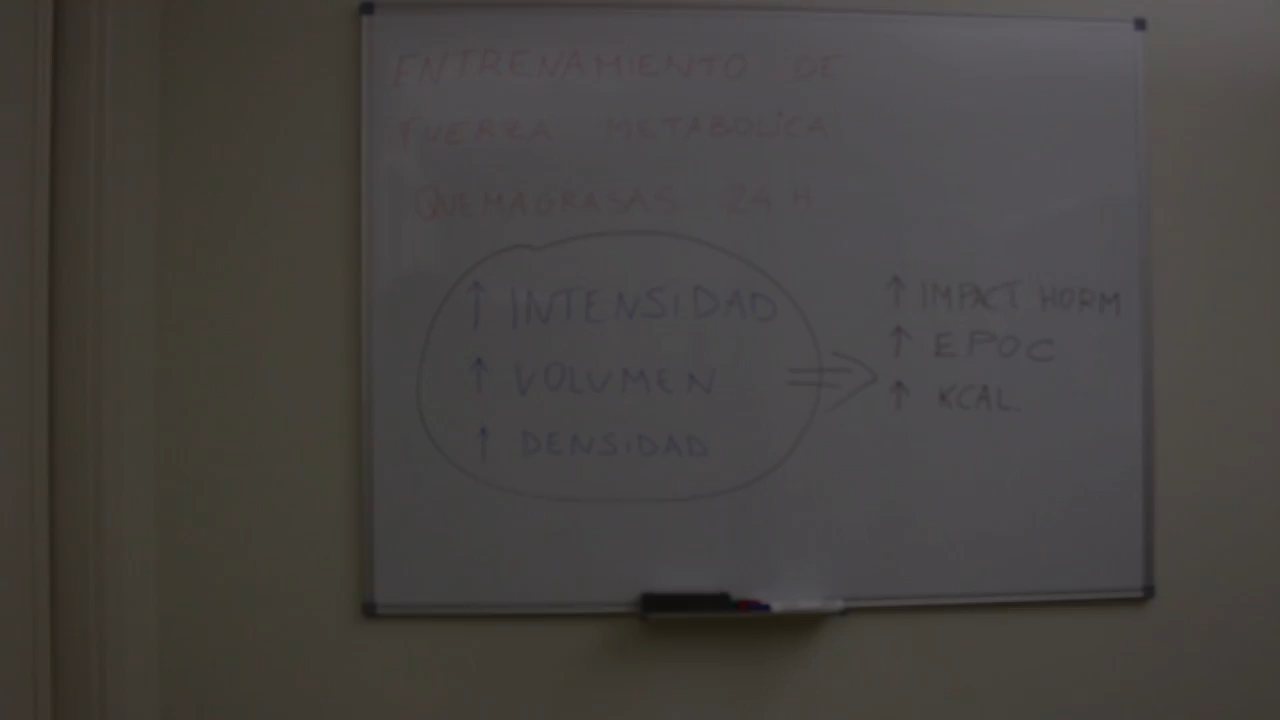 ENTRENAMIENTO DE
FUERZA METABOLICA
QUEMAGRASAS 24 H
↑ INTENSIDAD
↑ VOLUMEN
↑ DENSIDAD
⇒
↑ IMPACT HORM
↑ EPOC
↑ KCAL.